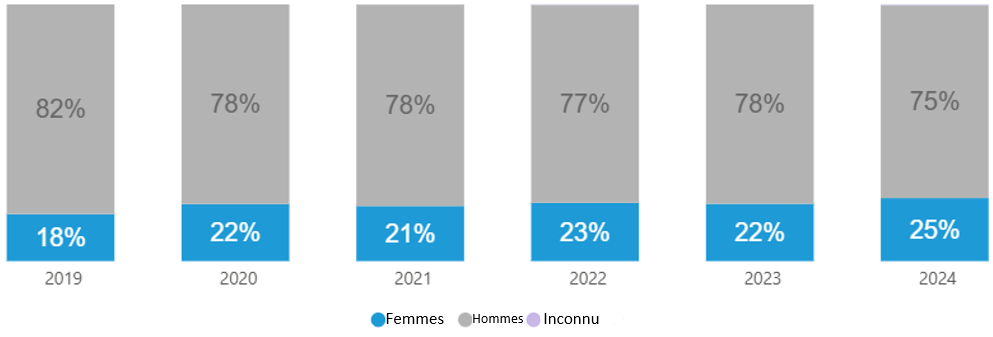 82% 78% 78% 77% 78% 75%
18% 22% 21% 23% 22% 25%
2019 2020 2021 2022 2023 2024
Femmes Hommes Inconnu